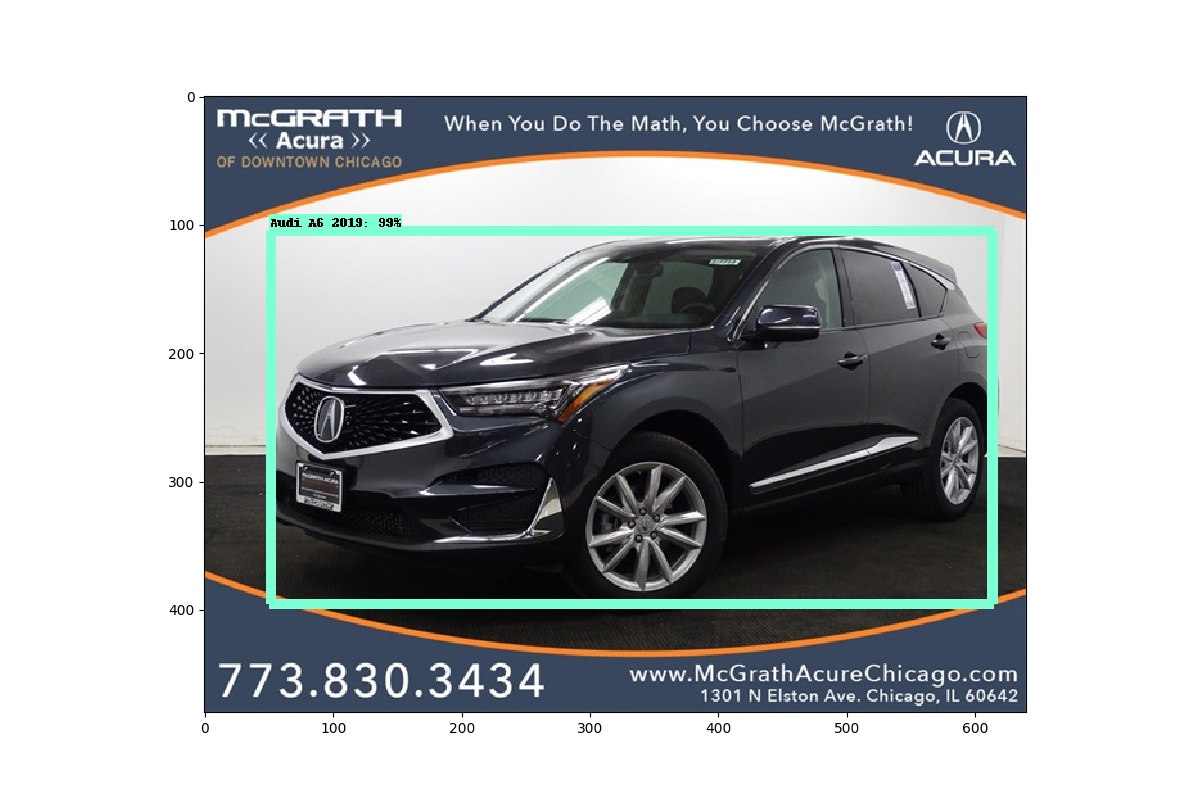 0
McGRATH
<< Acura >>
OF DOWNTOWN CHICAGO
When You Do The Math, You Choose McGrath!
ACURA
100
Audi A6 2019: 99%
200
McGRATH ACURA
300
400
773.830.3434
www.McGrathAcureChicago.com
1301 N Elston Ave. Chicago, IL 60642
0 100 200 300 400 500 600